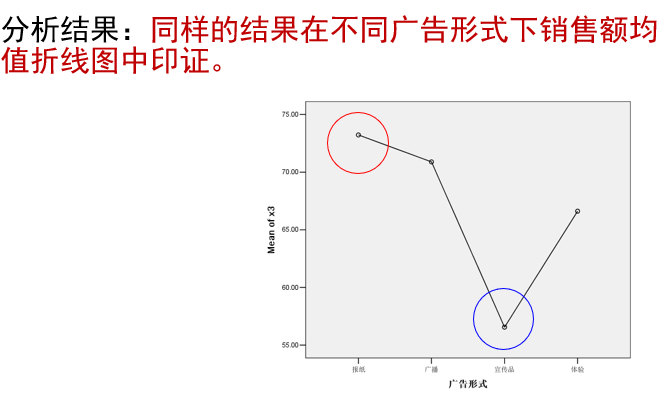 分析结果：同样的结果在不同广告形式下销售额均
值折线图中印证。
75.00
70.00
65.00
60.00
55.00
Mean of x3
报纸 广播 宣传品 体验
广告形式